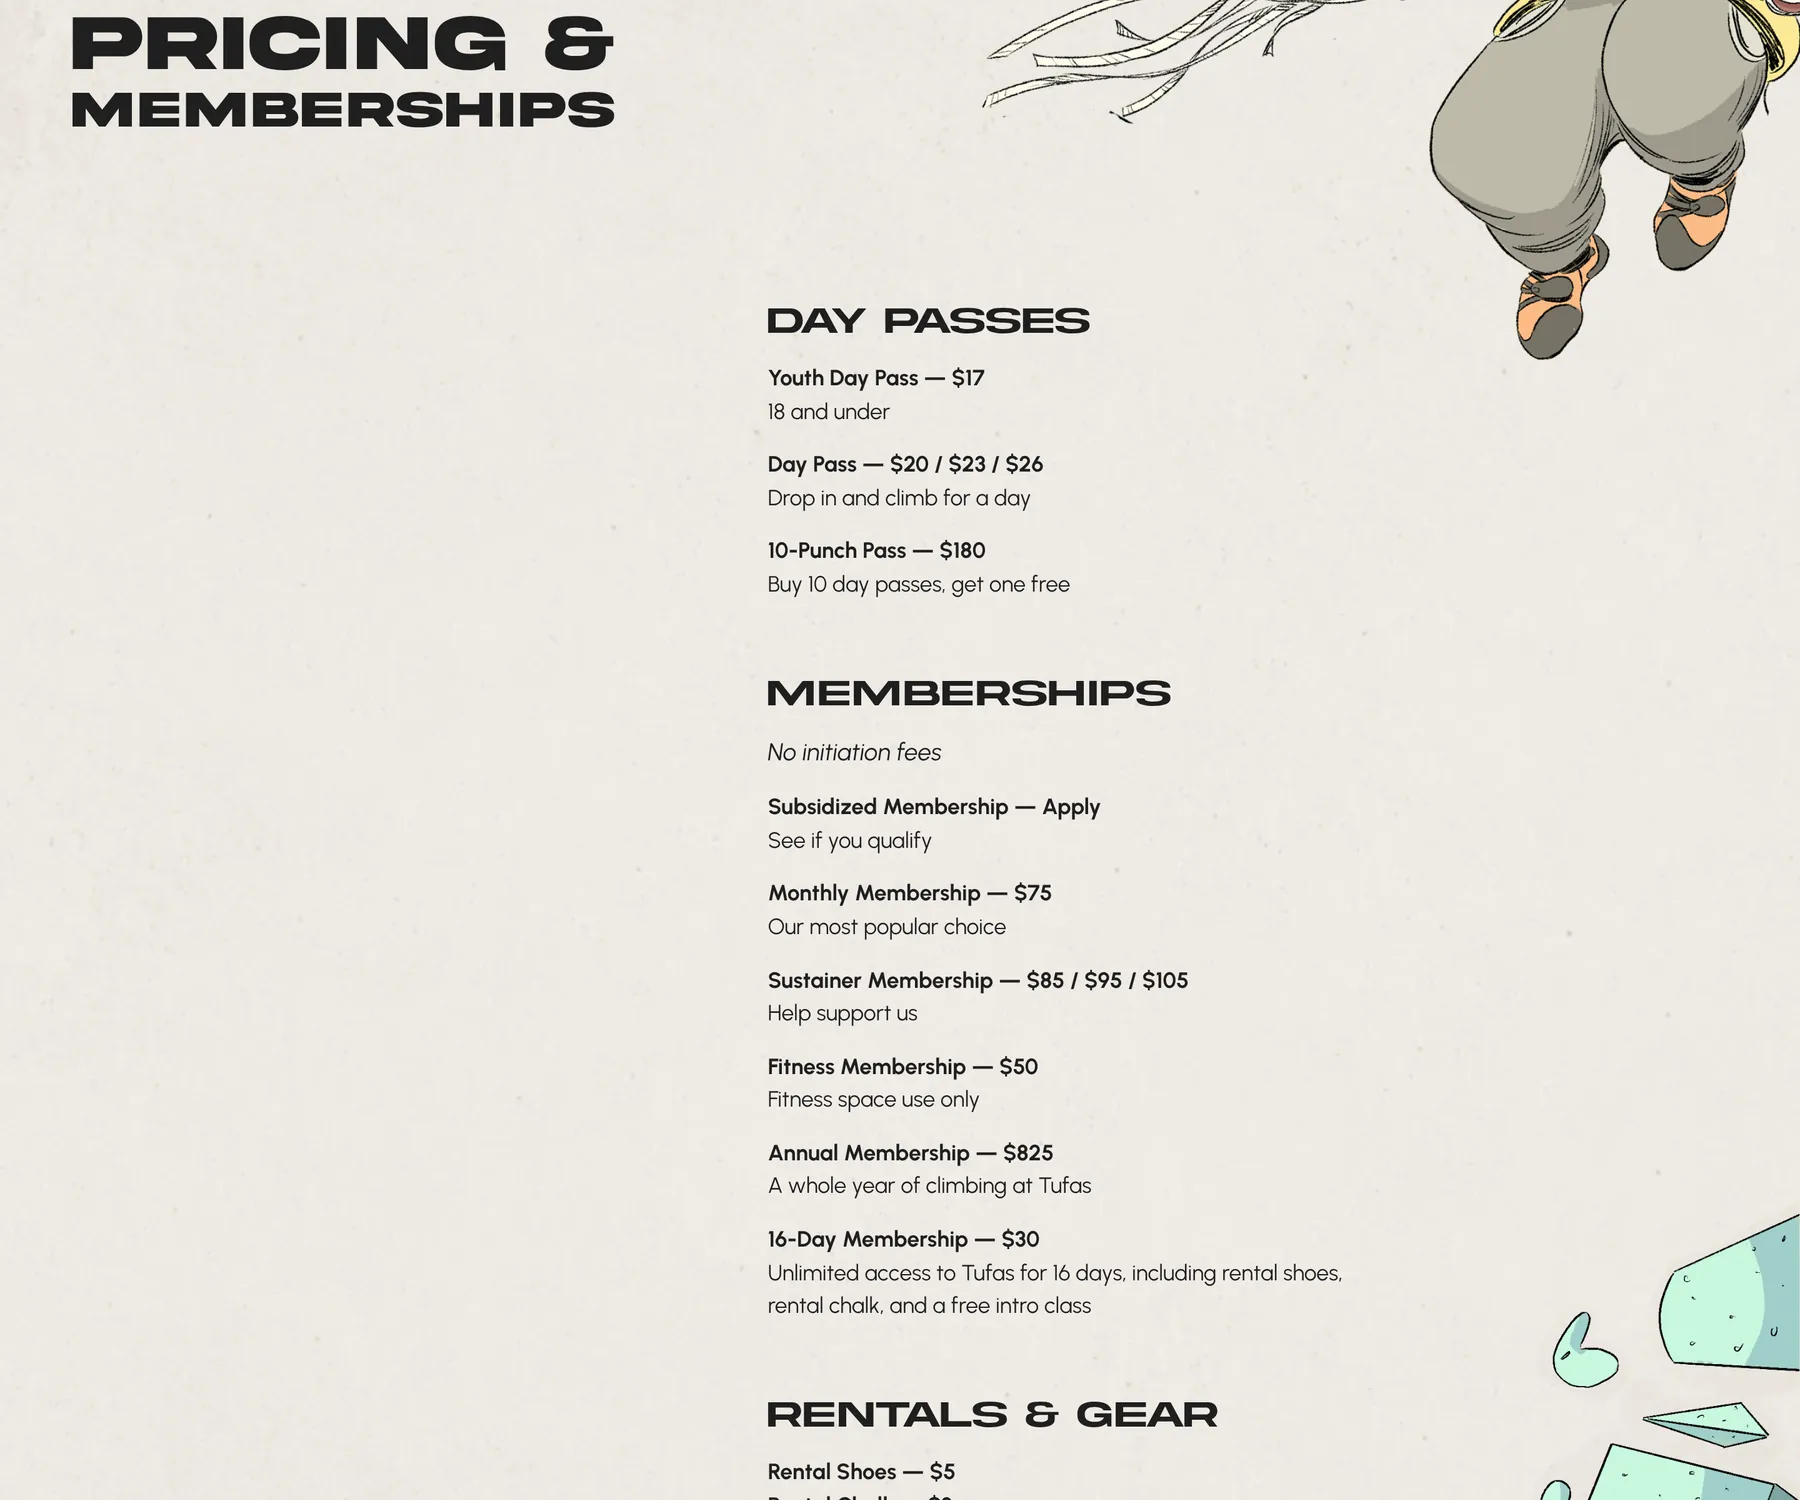 PRICING &
MEMBERSHIPS
DAY PASSES
Youth Day Pass — $17
18 and under
Day Pass — $20 / $23 / $26
Drop in and climb for a day
10-Punch Pass — $180
Buy 10 day passes, get one free
MEMBERSHIPS
No initiation fees
Subsidized Membership — Apply
See if you qualify
Monthly Membership — $75
Our most popular choice
Sustainer Membership — $85 / $95 / $105
Help support us
Fitness Membership — $50
Fitness space use only
Annual Membership — $825
A whole year of climbing at Tufas
16-Day Membership — $30
Unlimited access to Tufas for 16 days, including rental shoes,
rental chalk, and a free intro class
RENTALS & GEAR
Rental Shoes — $5